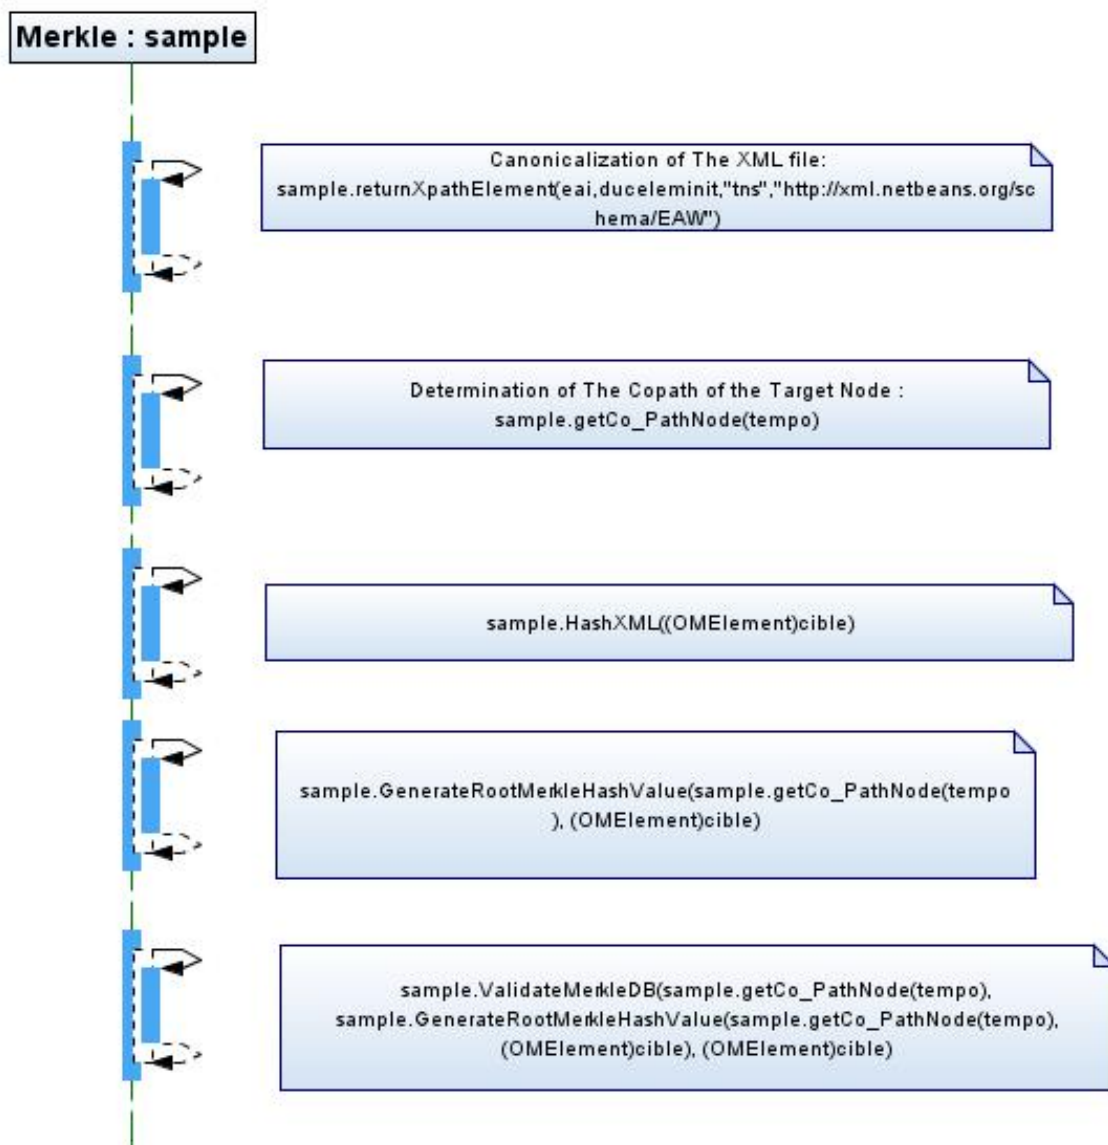 Merkle : sample
Canonicalization of The XML file:
sample.returnXpathElement(eai,duceleminit,"tns","http://xml.netbeans.org/sc
hema/EAW")
Determination of The Copath of the Target Node :
sample.getCo_PathNode(tempo)
sample.HashXML((OMElement)cible)
sample.GenerateRootMerkleHashValue(sample.getCo_PathNode(tempo
), (OMElement)cible)
sample.ValidateMerkleDB(sample.getCo_PathNode(tempo),
sample.GenerateRootMerkleHashValue(sample.getCo_PathNode(tempo),
(OMElement)cible), (OMElement)cible)